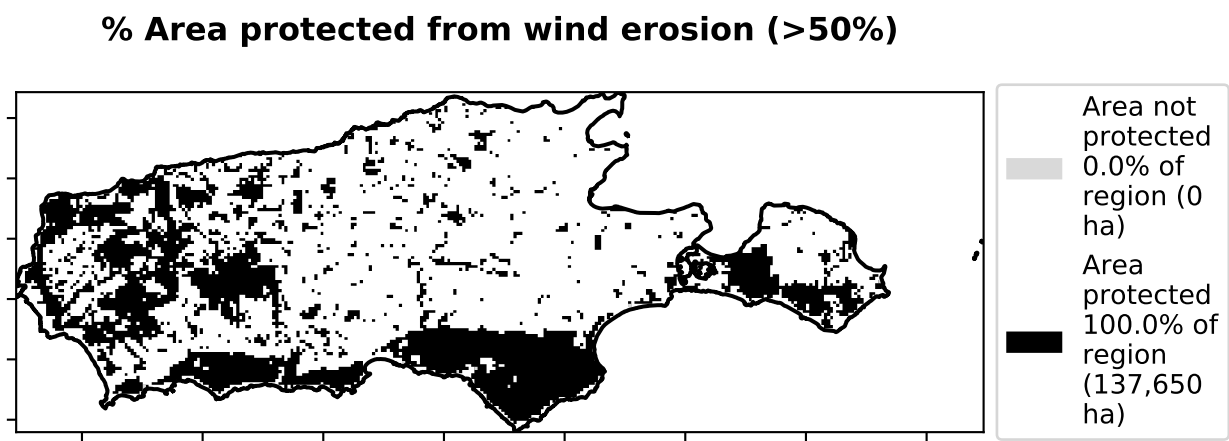 % Area protected from wind erosion (>50%)
Area not
protected
0.0% of
region (0
ha)
Area
protected
100.0% of
region
(137,650
ha)